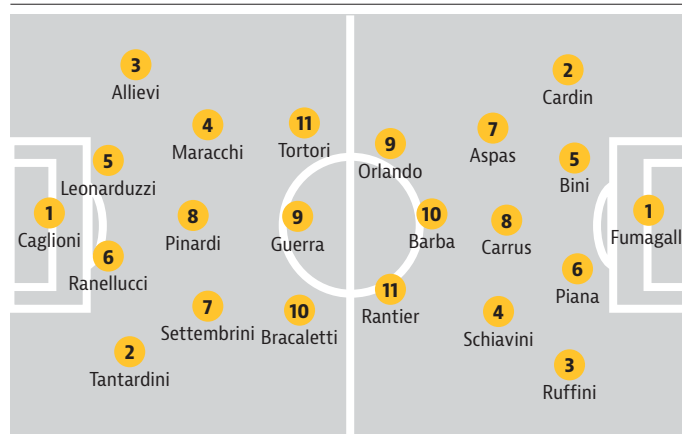 3
Allievi
4
Maracchi
11
Tortori
5
Leonarduzzi
1
Caglioni
8
Pinardi
9
Guerra
6
Ranellucci
7
Settembrini
10
Bracaletti
2
Tantardini
2
Cardin
7
Aspas
9
Orlando
5
Bini
10
Barba
8
Carrus
1
Fumagall
6
Piana
11
Rantier
4
Schiavini
3
Ruffini